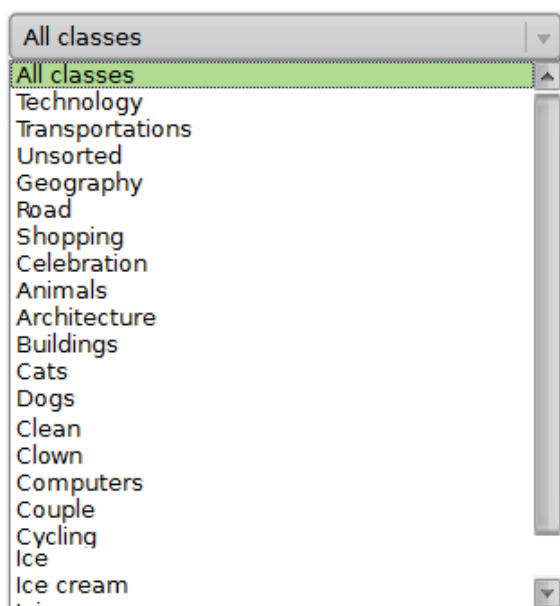 All classes
All classes
Technology
Transportations
Unsorted
Geography
Road
Shopping
Celebration
Animals
Architecture
Buildings
Cats
Dogs
Clean
Clown
Computers
Couple
Cycling
Ice
Ice cream